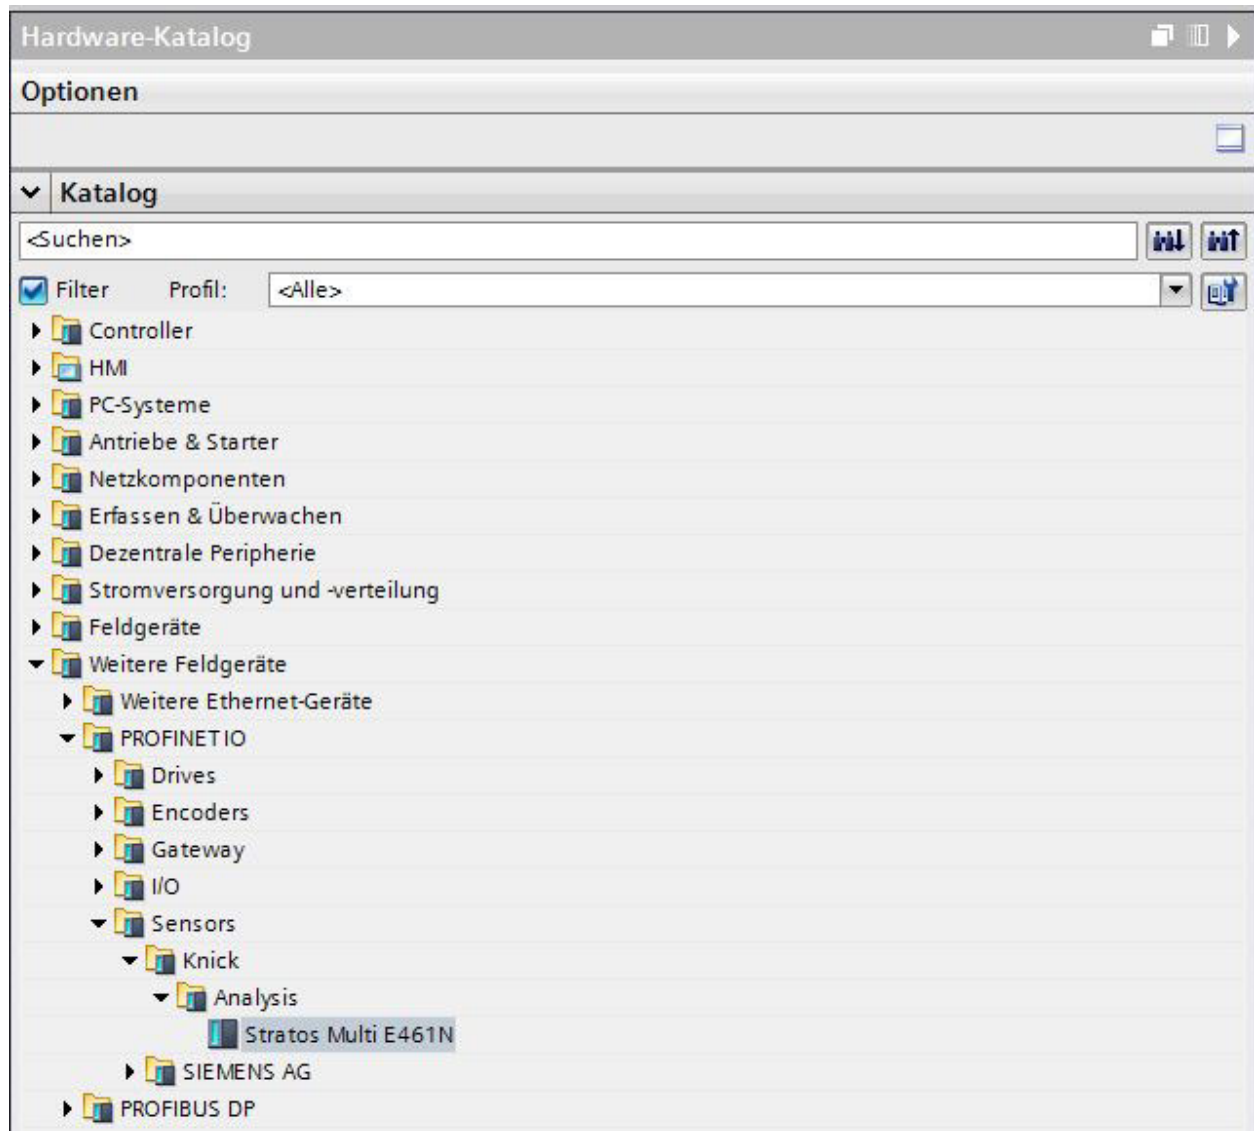 Hardware-Katalog
Optionen
Katalog
<Suchen>
Filter Profil: <Alle>
Controller
HMI
PC-Systeme
Antriebe & Starter
Netzkomponenten
Erfassen & Überwachen
Dezentrale Peripherie
Stromversorgung und -verteilung
Feldgeräte
Weitere Feldgeräte
Weitere Ethernet-Geräte
PROFINET IO
Drives
Encoders
Gateway
I/O
Sensors
Knick
Analysis
Stratos Multi E461N
SIEMENS AG
PROFIBUS DP